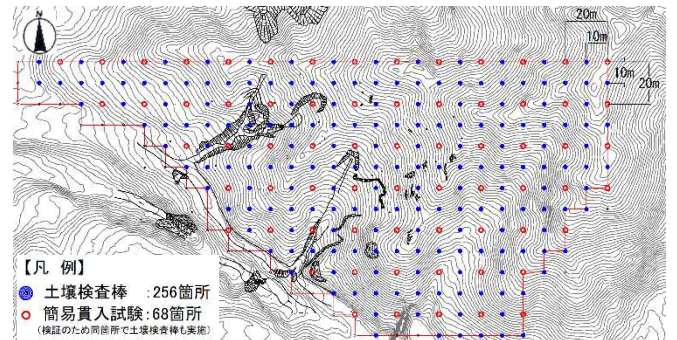 N
20m
10m
10m
20m
【凡 例】
土壌検査棒 :256箇所
簡易貫入試験:68箇所
(検証のため同箇所で土壌検査棒も実施)